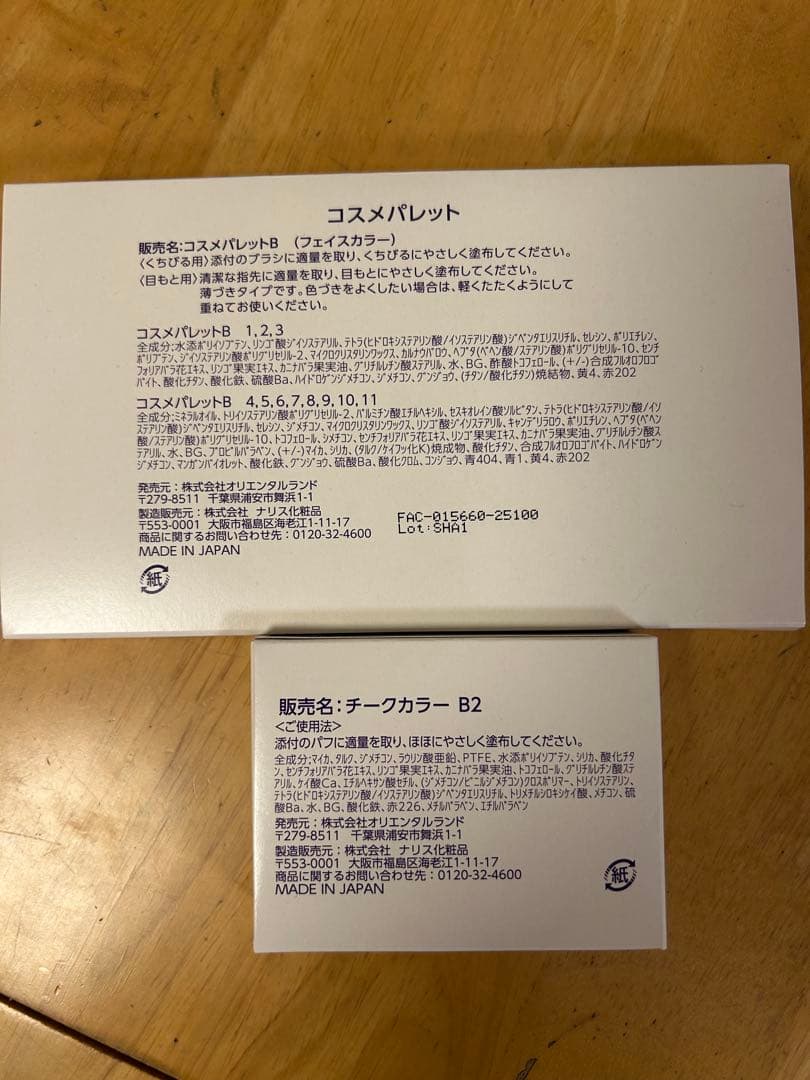 コスメパレット
販売名:コスメパレットB （フェイスカラー）
〈くちびる用〉添付のブラシに適量を取り、くちびるにやさしく塗布してください。
〈目もと用〉清潔な指先に適量を取り、目もとにやさしく塗布してください。
薄づきタイプです。色づきをよくしたい場合は、軽くたたくようにして
重ねてお使いください。
コスメパレットB 1,2,3
全成分:水添ポリイソブテン、リンゴ酸ジイソステアリル、テトラ(ヒドロキシステアリン酸/イソステアリン酸)ジペンタエリスリチル、セレシン、ポリエチレン、
ポリブテン、ジイソステアリン酸ポリグリセリル-2、マイクロクリスタリンワックス、カルナウバロウ、ヘプタ(ベヘン酸/ステアリン酸)ポリグリセリル-10、センチ
フォリアバラ花エキス、リンゴ果実エキス、カニナバラ果実油、グリチルレチン酸ステアリル、水、BG、酢酸トコフェロール、(+/-)合成フルオロフロゴ
パイト、酸化チタン、酸化鉄、硫酸Ba、ハイドロゲンジメチコン、ジメチコン、グンジョウ、(チタン/酸化チタン)焼結物、黄4、赤202
コスメパレットB 4,5,6,7,8,9,10,11
全成分:ミネラルオイル、トリイソステアリン酸ポリグリセリル-2、パルミチン酸エチルヘキシル、セスキオレイン酸ソルビタン、テトラ(ヒドロキシステアリン酸/イソ
ステアリン酸)ジペンタエリスリチル、セレシン、ジメチコン、マイクロクリスタリンワックス、リンゴ酸ジイソステアリル、キャンデリラロウ、ポリエチレン、ヘプタ(ベヘン
酸/ステアリン酸)ポリグリセリル-10、トコフェロール、シメチコン、センチフォリアバラ花エキス、リンゴ果実エキス、カニナバラ果実油、グリチルレチン酸ス
テアリル、水、BG、プロピルパラベン、(+/-)マイカ、シリカ、(タルク/ケイフッ化K)焼成物、酸化チタン、合成フルオロフロゴパイト、ハイドロゲン
ジメチコン、マンガンバイオレット、酸化鉄、グンジョウ、硫酸Ba、酸化クロム、コンジョウ、青404、青1、黄4、赤202
発売元：株式会社オリエンタルランド
〒279-8511 千葉県浦安市舞浜1-1
製造販売元：株式会社 ナリス化粧品
〒553-0001 大阪市福島区海老江1-11-17
商品に関するお問い合わせ先：0120-32-4600
MADE IN JAPAN
FAC-015660-25100
Lot:SHA1
紙
販売名：チークカラー B2
＜ご使用法＞
添付のパフに適量を取り、ほほにやさしく塗布してください。
全成分:マイカ、タルク、ジメチコン、ラウリン酸亜鉛、PTFE、水添ポリイソブテン、シリカ、酸化チタ
ン、センチフォリアバラ花エキス、リンゴ果実エキス、カニナバラ果実油、トコフェロール、グリチルレチン酸ステ
アリル、ケイ酸Ca、エチルヘキサン酸セチル、(ジメチコン/ビニルジメチコン)クロスポリマー、トリイソステアリン、
テトラ(ヒドロキシステアリン酸/イソステアリン酸)ジペンタエリスリチル、トリメチルシロキシケイ酸、メチコン、硫
酸Ba、水、BG、酸化鉄、赤226、メチルパラベン、エチルパラベン
発売元：株式会社オリエンタルランド
〒279-8511 千葉県浦安市舞浜1-1
製造販売元：株式会社 ナリス化粧品
〒553-0001 大阪市福島区海老江1-11-17
商品に関するお問い合わせ先：0120-32-4600
MADE IN JAPAN
紙